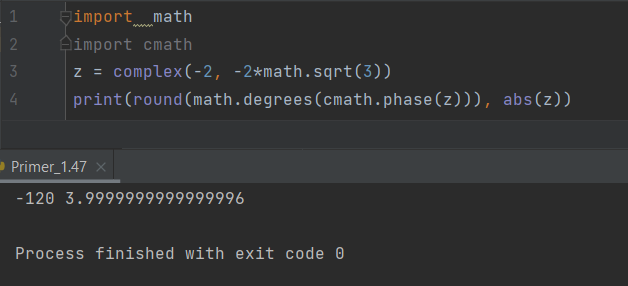 1 import  math
2 import cmath
3 z = complex(-2, -2*math.sqrt(3))
4 print(round(math.degrees(cmath.phase(z))), abs(z))
Primer_1.47 ×
-120 3.9999999999999996
Process finished with exit code 0